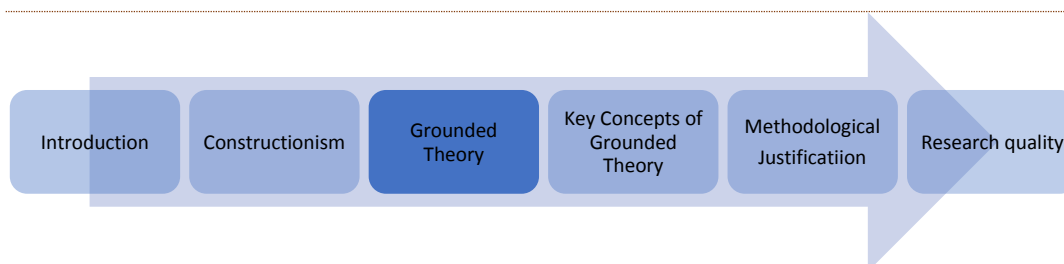 Introduction
Constructionism
Grounded
Theory
Key Concepts of
Grounded
Theory
Methodological
Justificatiion
Research quality